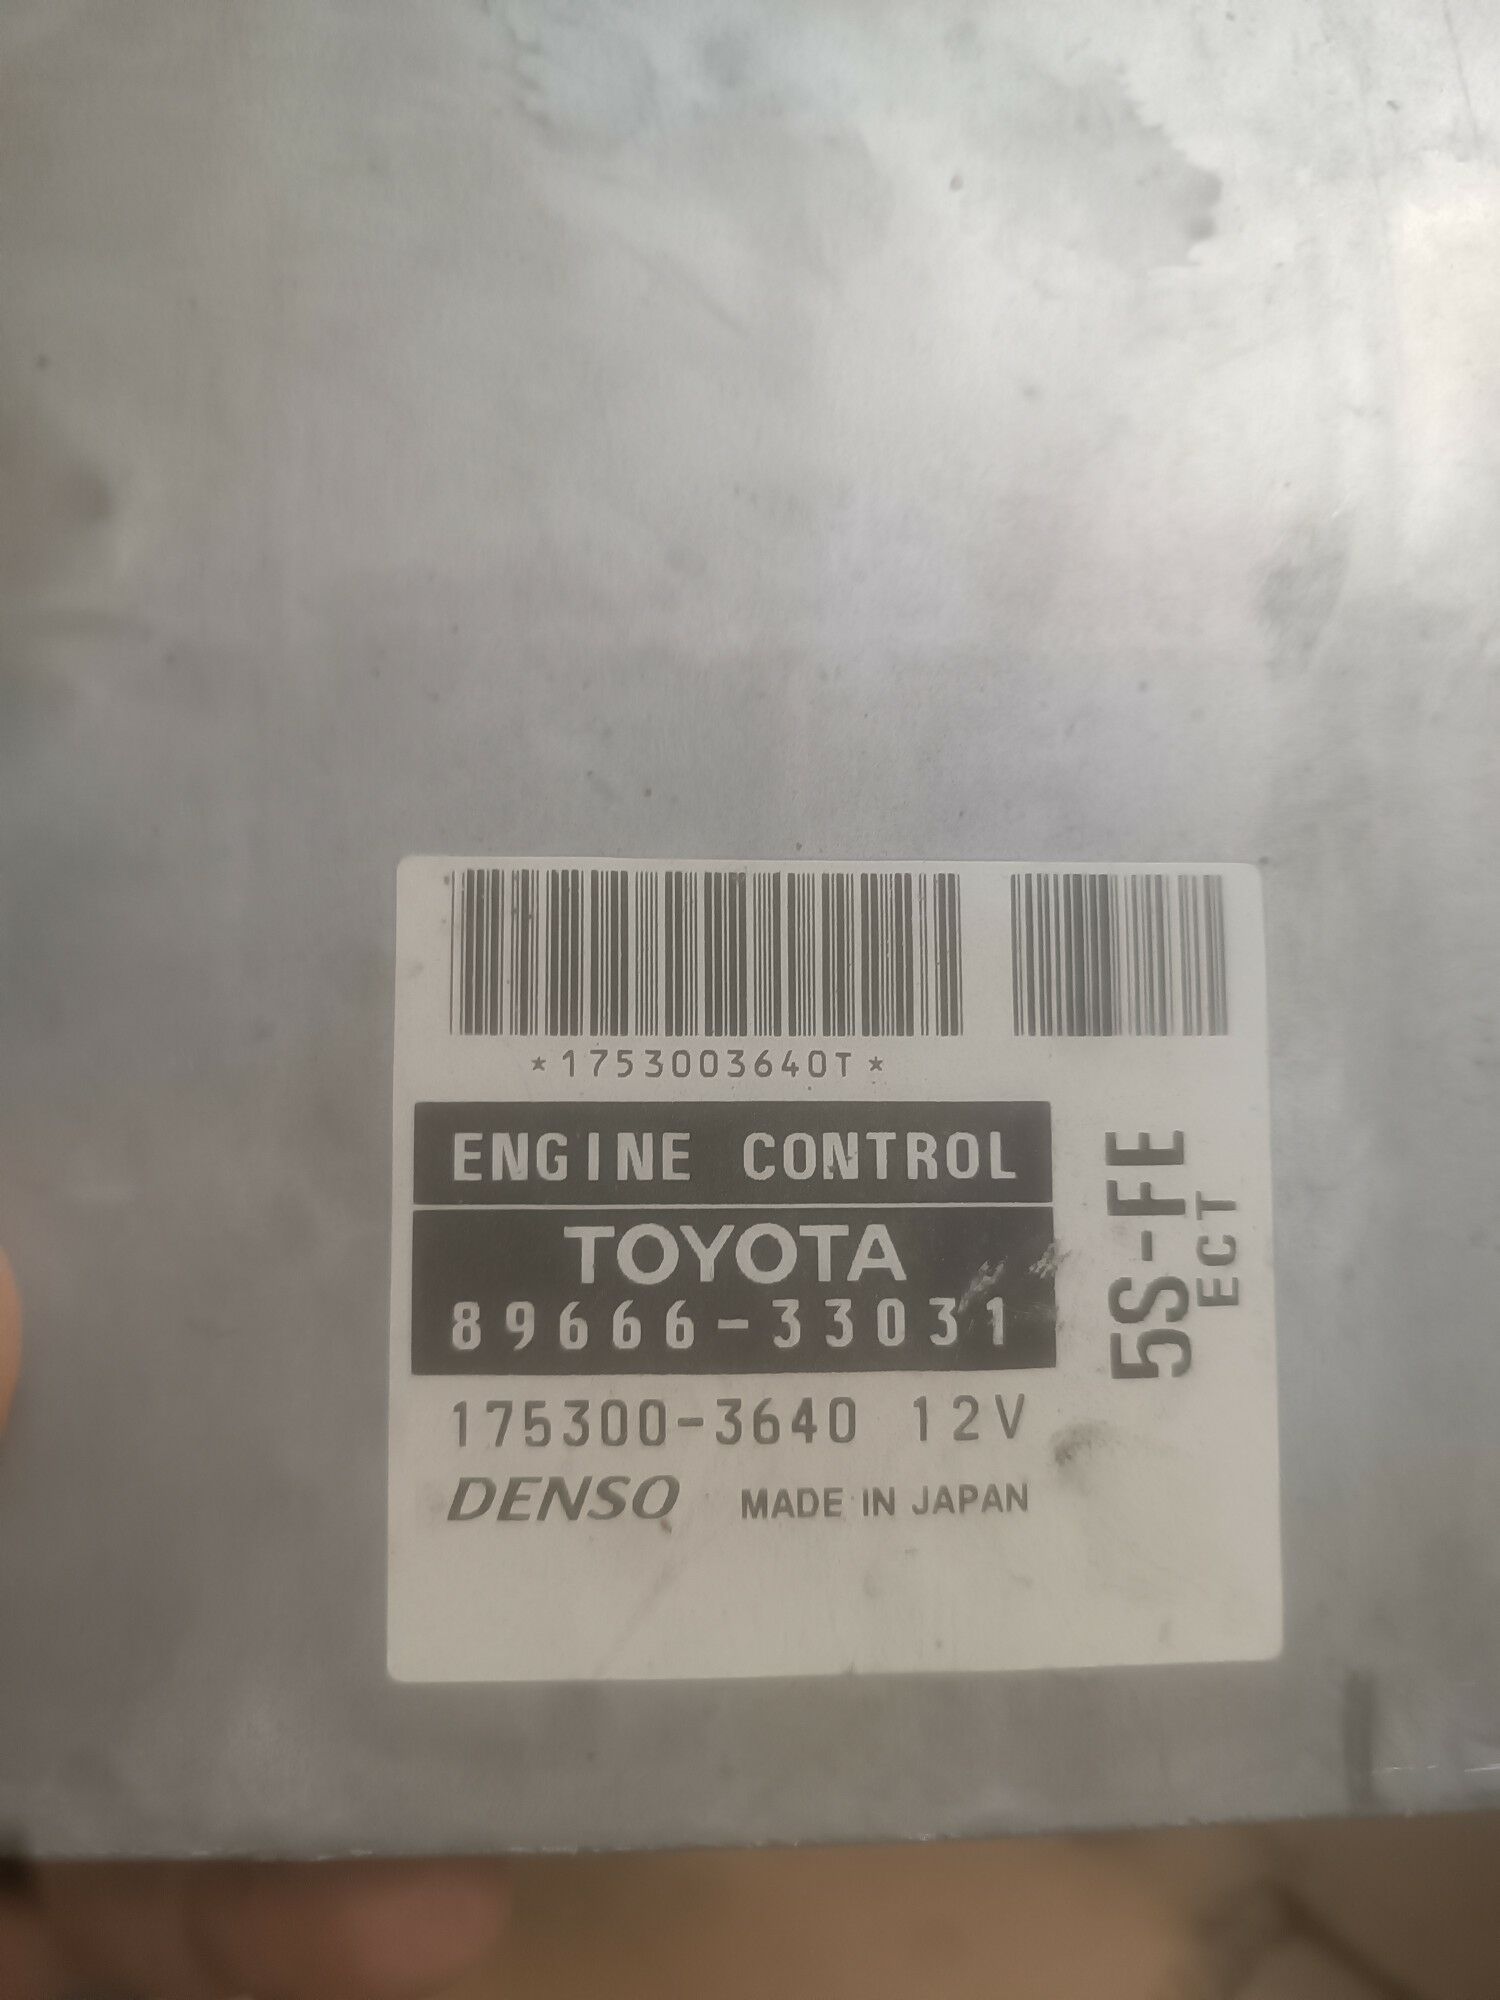 *1753003640T*
ENGINE CONTROL
TOYOTA
89666-33031
175300-3640 12V
DENSO MADE IN JAPAN
5S-FE
ECT